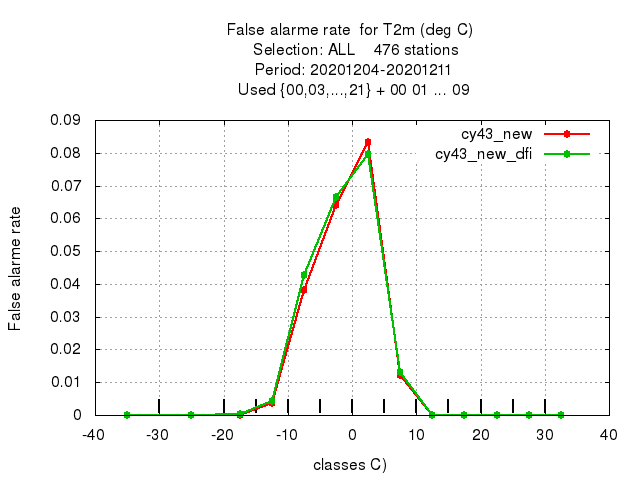 False alarme rate  for T2m (deg C)
Selection: ALL    476 stations
Period: 20201204-20201211
Used {00,03,...,21} + 00 01 ... 09
cy43_new
cy43_new_dfi
0.09
0.08
0.07
0.06
0.05
0.04
0.03
0.02
0.01
0
False alarme rate
-40 -30 -20 -10 0 10 20 30 40
classes C)